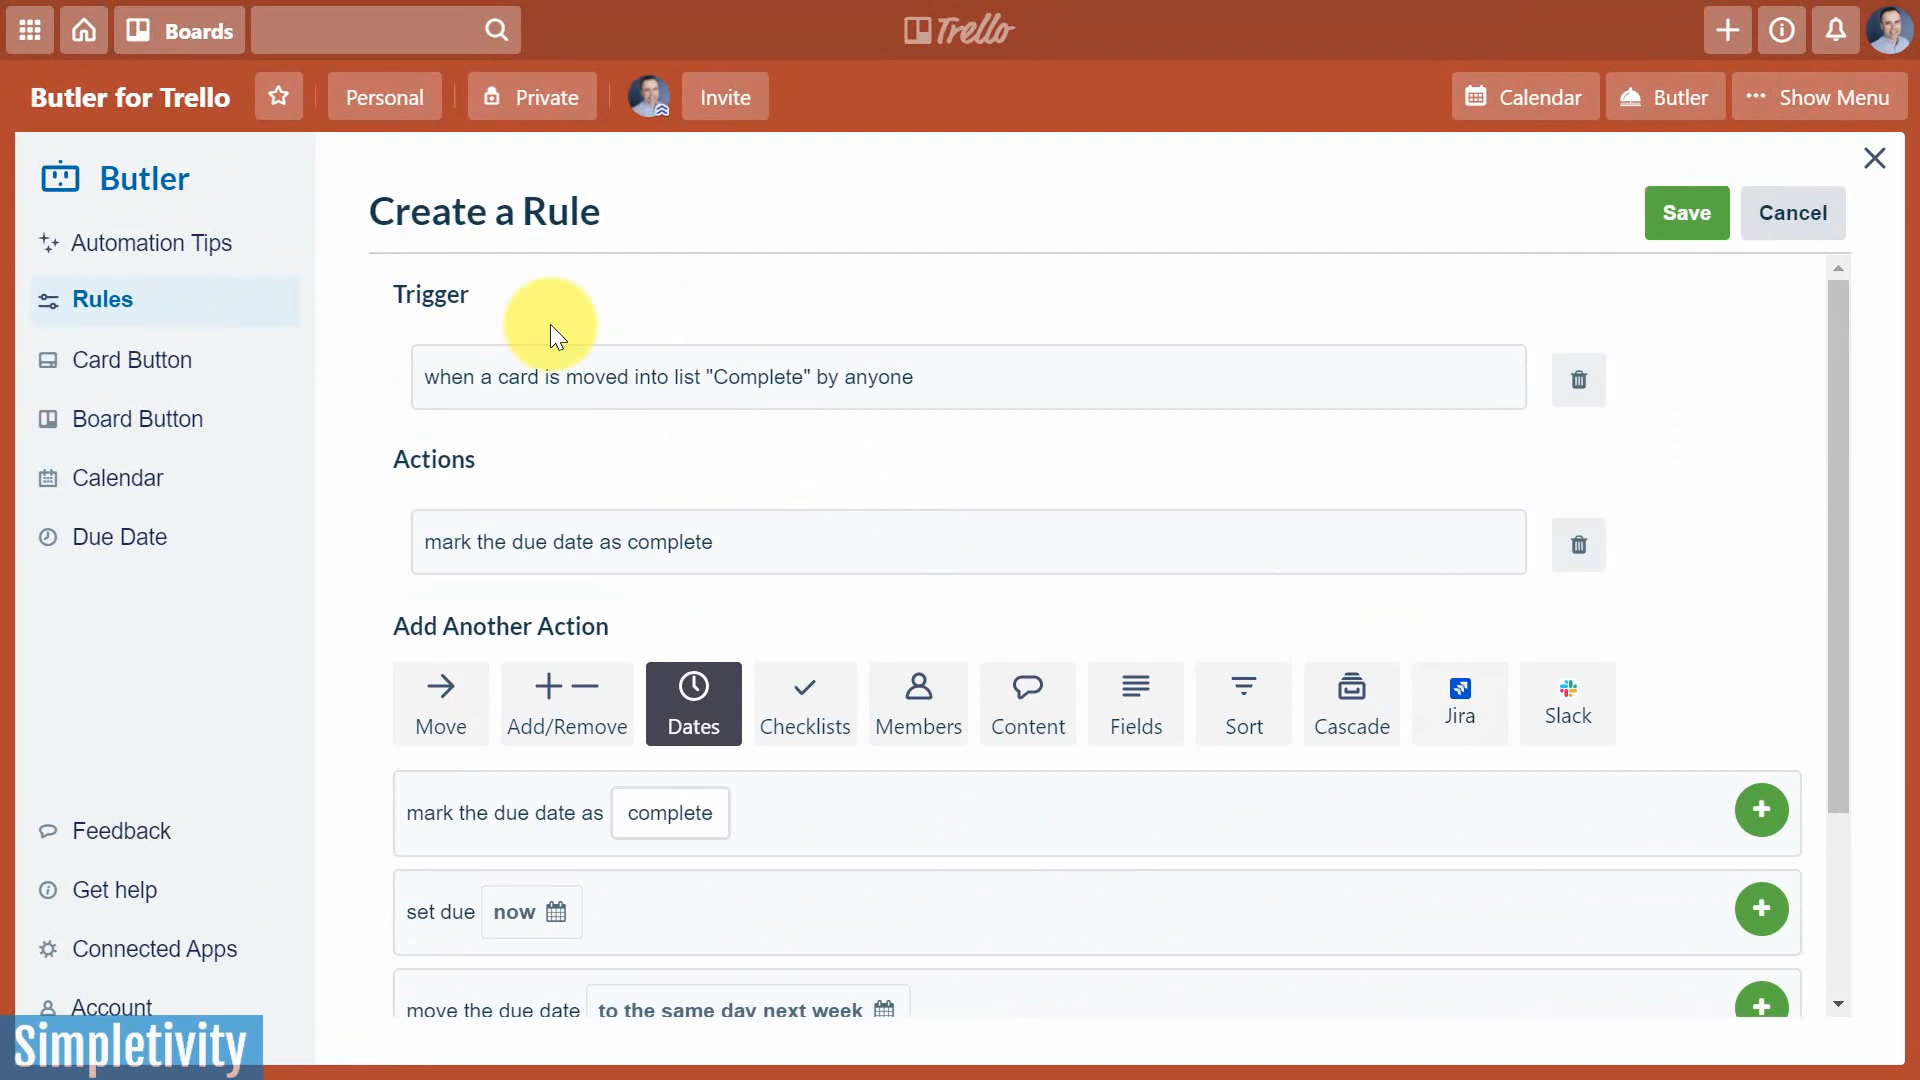 Boards
Trello
Butler for Trello
Personal
Private
Invite
Calendar
Butler
Show Menu
Butler
Automation Tips
Rules
Card Button
Board Button
Calendar
Due Date
Feedback
Get help
Connected Apps
Account
Simpletivity
Create a Rule
Save
Cancel
Trigger
when a card is moved into list "Complete" by anyone
Actions
mark the due date as complete
Add Another Action
Move
Add/Remove
Dates
Checklists
Members
Content
Fields
Sort
Cascade
Jira
Slack
mark the due date as complete
set due now
move the due date to the same day next week